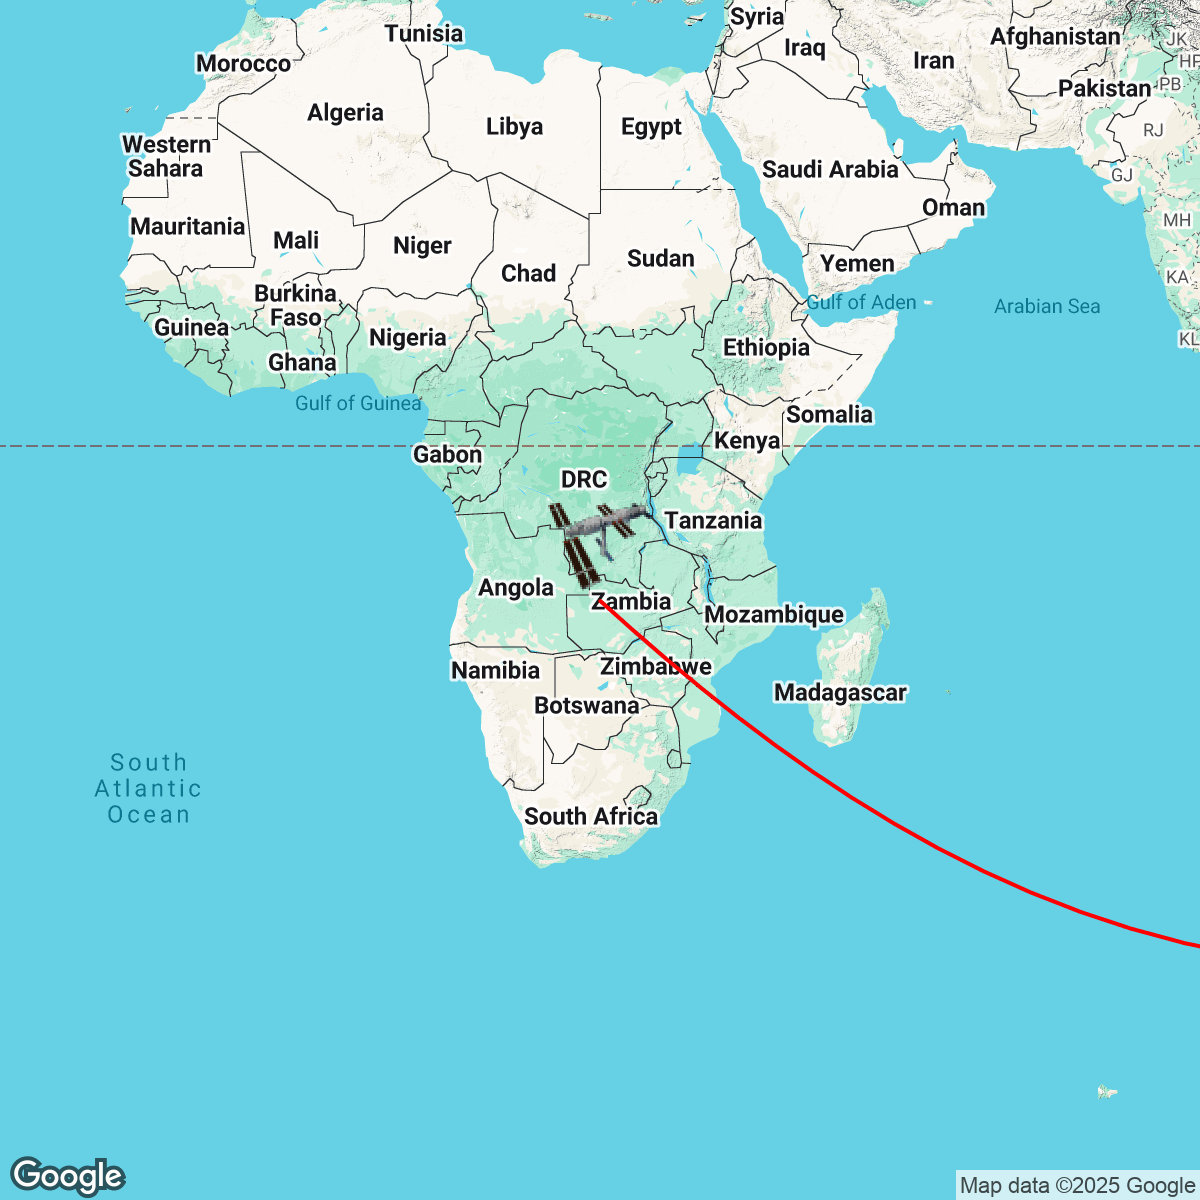 Syria
Afghanistan
Tunisia
Iraq
JK
Iran
HP
Morocco
PB
Pakistan
Algeria
Libya
Egypt
RJ
Western
Sahara
Saudi Arabia
GJ
Oman
MH
Mauritania
Mali
Niger
Sudan
Yemen
Chad
KA
Burkina
Faso
Gulf of Aden
Arabian Sea
Guinea
Nigeria
KL
Ethiopia
Ghana
Gulf of Guinea
Somalia
Kenya
Gabon
DRC
Tanzania
Angola
Zambia
Mozambique
Namibia
Zimbabwe
Madagascar
Botswana
South
Atlantic
Ocean
South Africa
Google
Map data ©2025 Google